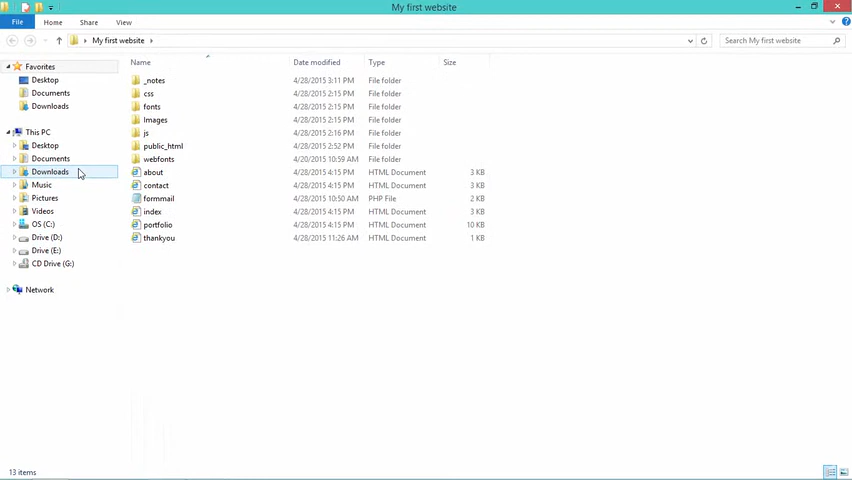 My first website
File Home Share View
My first website
Search My first website
Name Date modified Type Size
Favorites
Desktop
Documents
Downloads
This PC
Desktop
Documents
Downloads
Music
Pictures
Videos
OS (C:)
Drive (D:)
Drive (E:)
CD Drive (G:)
Network
_notes 4/28/2015 3:11 PM File folder
css 4/28/2015 2:15 PM File folder
fonts 4/28/2015 2:15 PM File folder
Images 4/28/2015 2:15 PM File folder
js 4/28/2015 2:16 PM File folder
public_html 4/28/2015 2:52 PM File folder
webfonts 4/20/2015 10:59 AM File folder
about 4/28/2015 4:15 PM HTML Document 3 KB
contact 4/28/2015 4:15 PM HTML Document 3 KB
formmail 4/28/2015 10:50 AM PHP File 2 KB
index 4/28/2015 4:15 PM HTML Document 3 KB
portfolio 4/28/2015 4:15 PM HTML Document 10 KB
thankyou 4/28/2015 11:26 AM HTML Document 1 KB
13 items